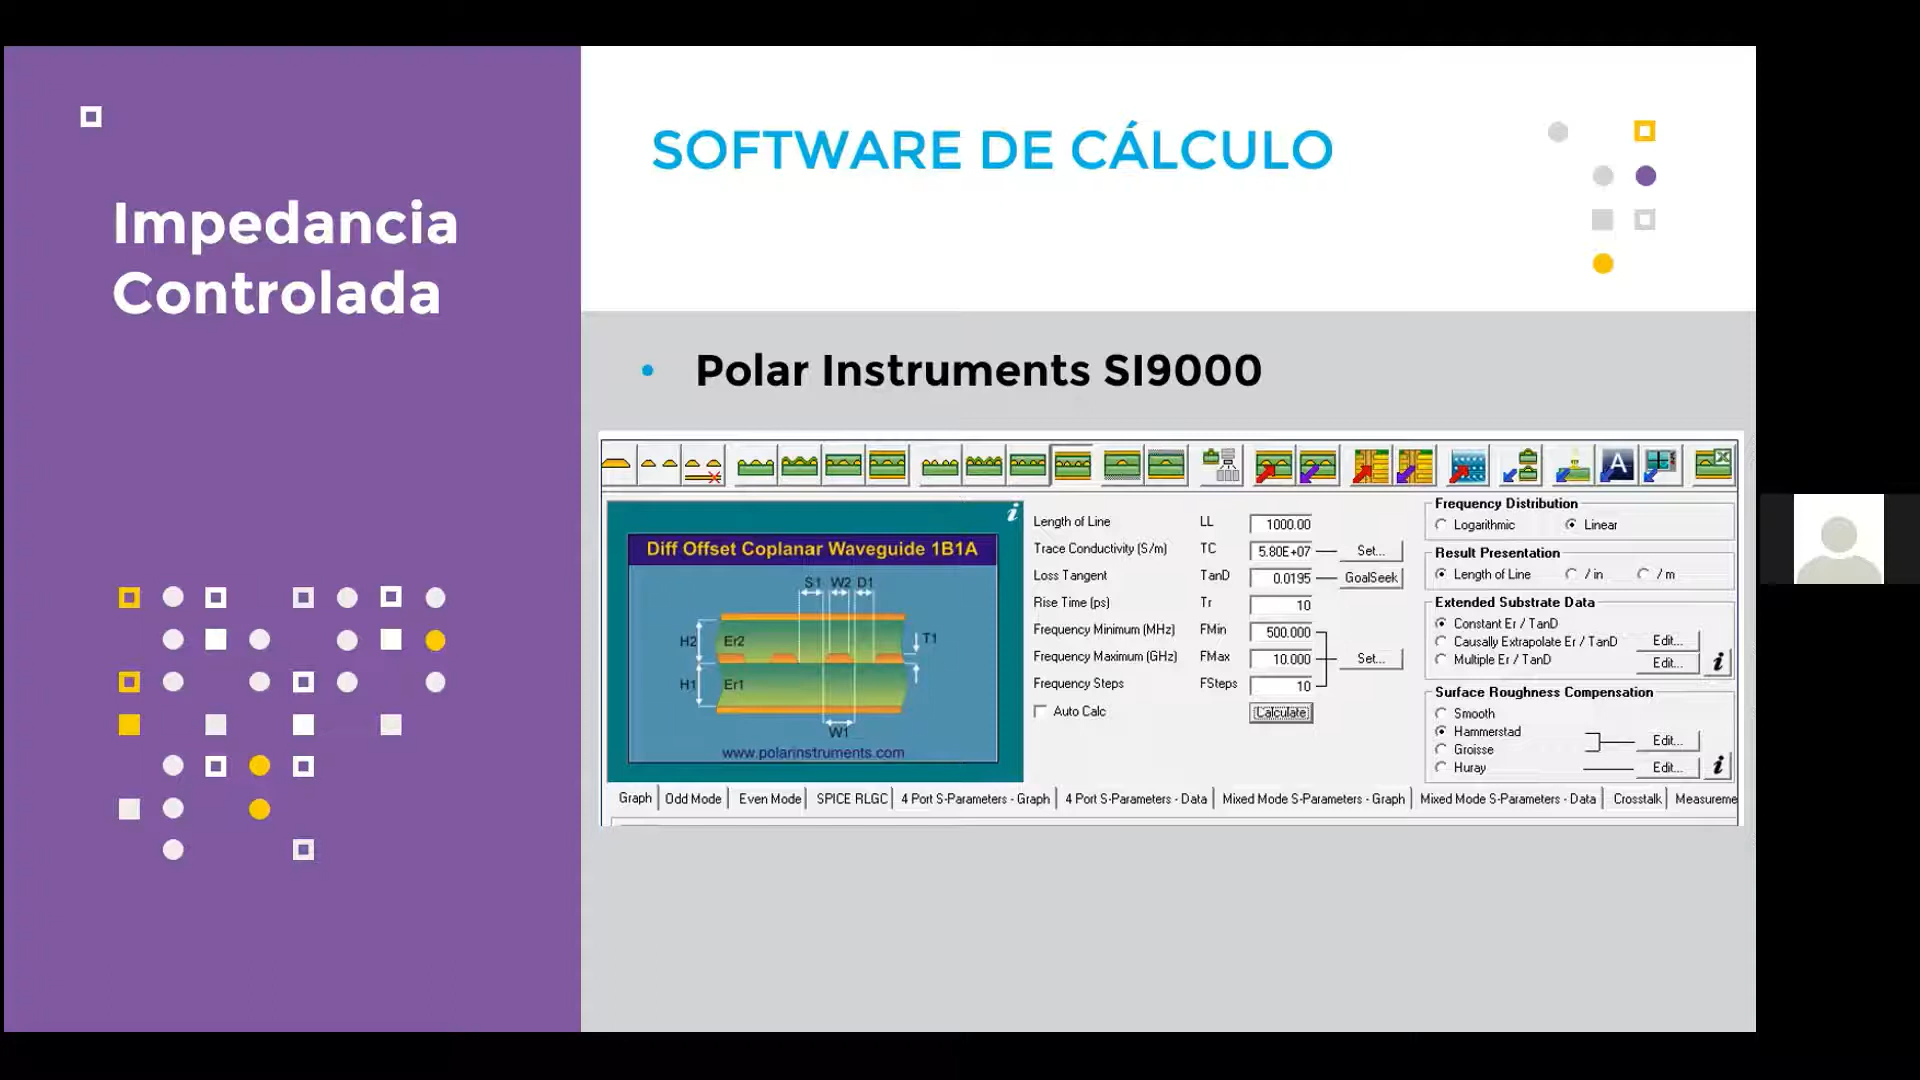 Impedancia
Controlada
SOFTWARE DE CÁLCULO
• Polar Instruments SI9000
A
i
Diff Offset Coplanar Waveguide 1B1A
S1 W2 D1
H2 Er2 T1
H1 Er1
W1
www.polarinstruments.com
Length of Line LL 1000.00
Trace Conductivity (S/m) TC 5.80E+07 Set...
Loss Tangent TanD 0.0195 GoalSeek
Rise Time (ps) Tr 10
Frequency Minimum (MHz) FMin 500.000
Frequency Maximum (GHz) FMax 10.000 Set...
Frequency Steps FSteps 10
Auto Calc Calculate
Frequency Distribution
Logarithmic Linear
Result Presentation
Length of Line / in / m
Extended Substrate Data
Constant Er / TanD
Causally Extrapolate Er / TanD Edit...
Multiple Er / TanD Edit... i
Surface Roughness Compensation
Smooth
Hammerstad Edit...
Groisse
Huray Edit... i
Graph Odd Mode Even Mode SPICE RLGC 4 Port S-Parameters - Graph 4 Port S-Parameters - Data Mixed Mode S-Parameters - Graph Mixed Mode S-Parameters - Data Crosstalk Measureme